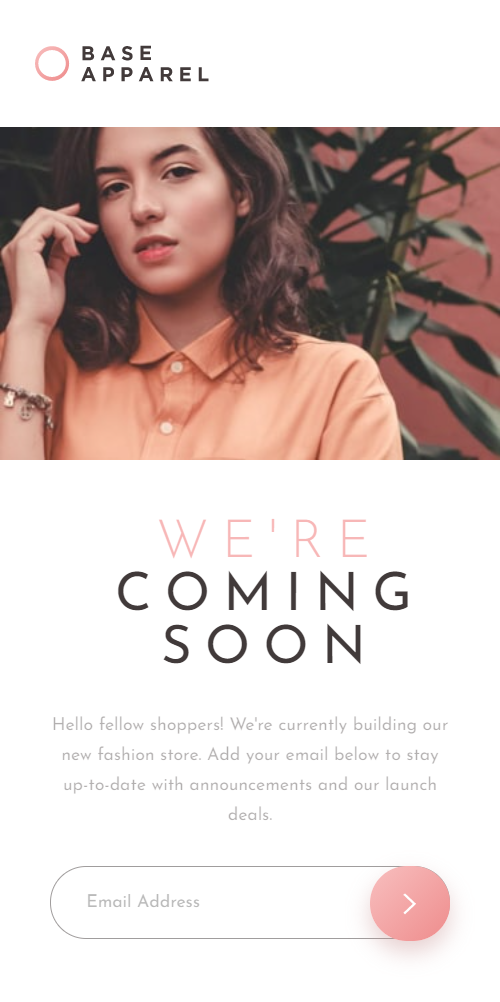 BASE
APPAREL
WE'RE
COMING
SOON
Hello fellow shoppers! We're currently building our
new fashion store. Add your email below to stay
up-to-date with announcements and our launch
deals.
Email Address